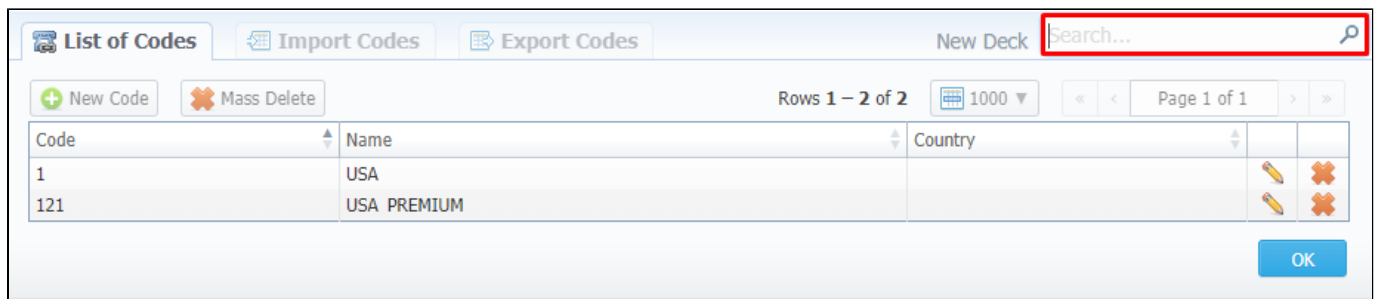 List of Codes Import Codes Export Codes New Deck Search...
New Code Mass Delete Rows 1 – 2 of 2 1000 ▼ « < Page 1 of 1 > »
Code Name Country
1 USA
121 USA PREMIUM
OK